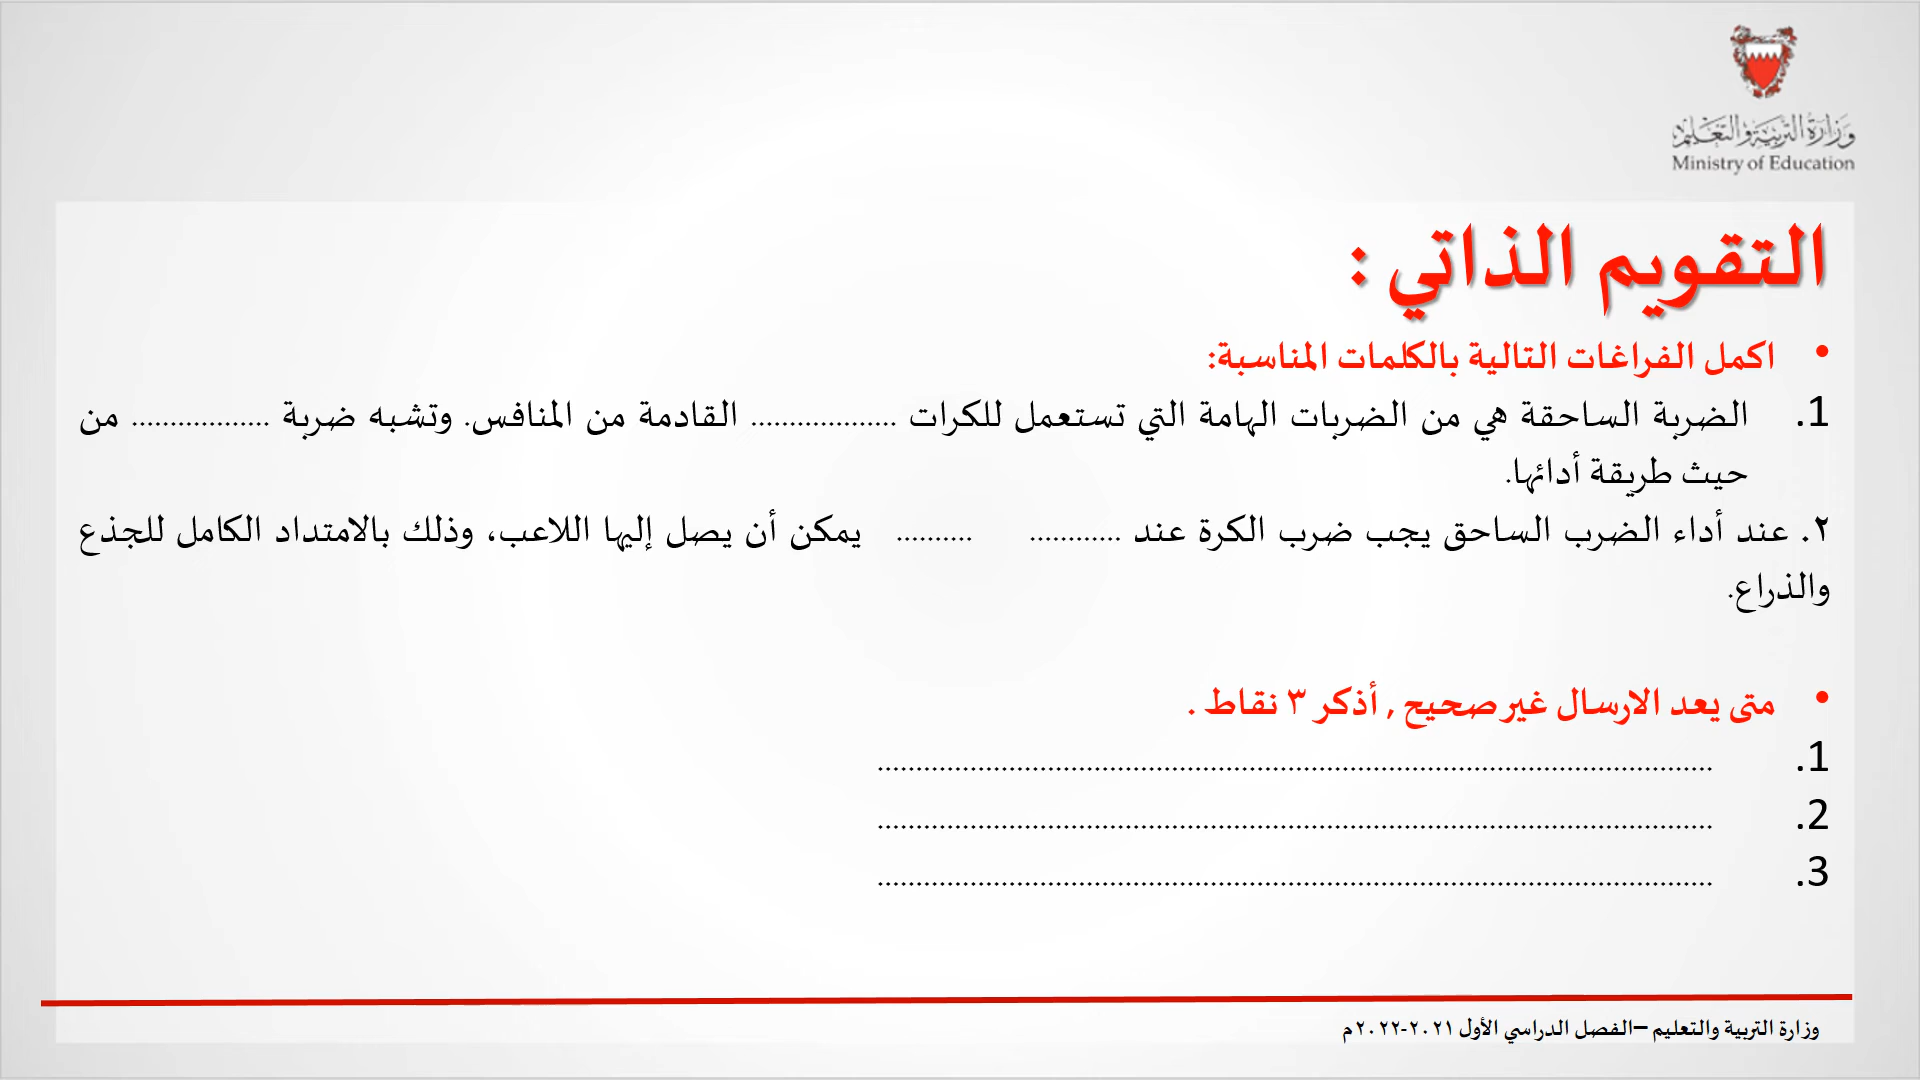 وزارة التربية والتعليم
Ministry of Education
التقويم الذاتي :
• اكمل الفراغات التالية بالكلمات المناسبة:
1. الضربة الساحقة هي من الضربات الهامة التي تستعمل للكرات ................... القادمة من المنافس. وتشبه ضربة .................. من
حيث طريقة أدائها.
٢. عند أداء الضرب الساحق يجب ضرب الكرة عند ............ .......... يمكن أن يصل إليها اللاعب، وذلك بالامتداد الكامل للجذع
والذراع.
• متى يعد الارسال غير صحيح , أذكر ٣ نقاط .
1. ............................................................................................................
2. ............................................................................................................
3. ............................................................................................................
وزارة التربية والتعليم –الفصل الدراسي الأول ٢٠٢١-٢٠٢٢م